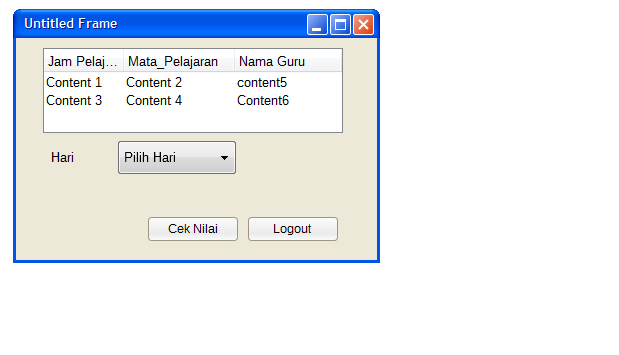 Untitled Frame
Jam Pelaj... Mata_Pelajaran Nama Guru
Content 1 Content 2 content5
Content 3 Content 4 Content6
Hari Pilih Hari
Cek Nilai Logout